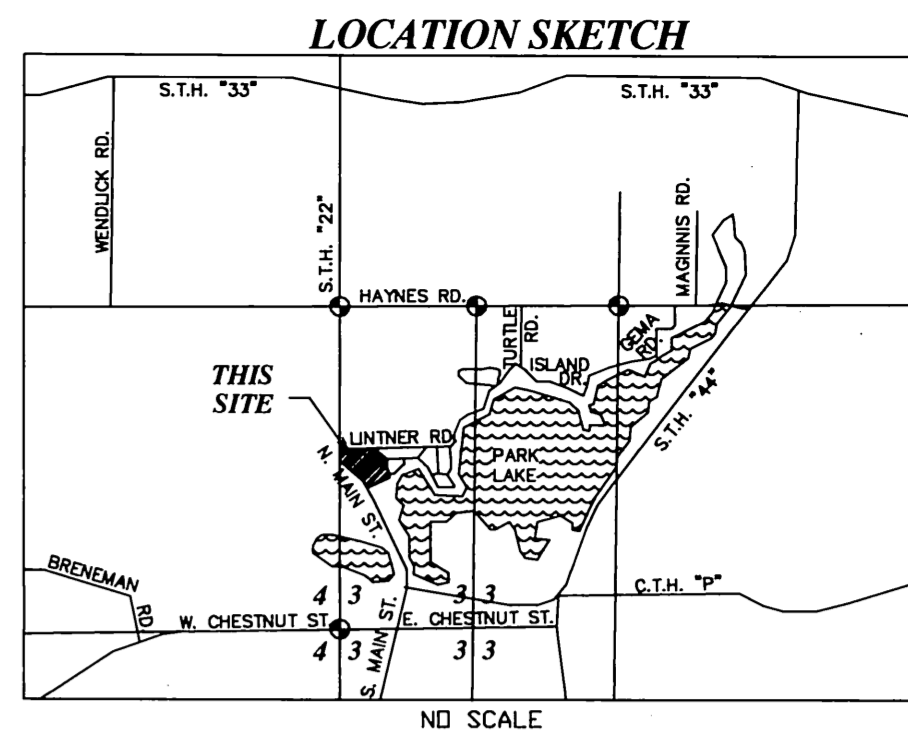 LOCATION SKETCH
S.T.H. "33"
S.T.H. "33"
WENDLICK RD.
S.T.H. "22"
MAGINNIS RD.
HAYNES RD.
TURTLE
RD.
GEMA
RD.
ISLAND
DR.
THIS
SITE
S.T.H. "44"
LINTNER RD.
N. MAIN ST.
PARK
LAKE
BRENEMAN
RD.
4 3
3 3
C.T.H. "P"
W. CHESTNUT ST.
E. CHESTNUT ST.
4 3
3 3
S. MAIN ST.
NO SCALE